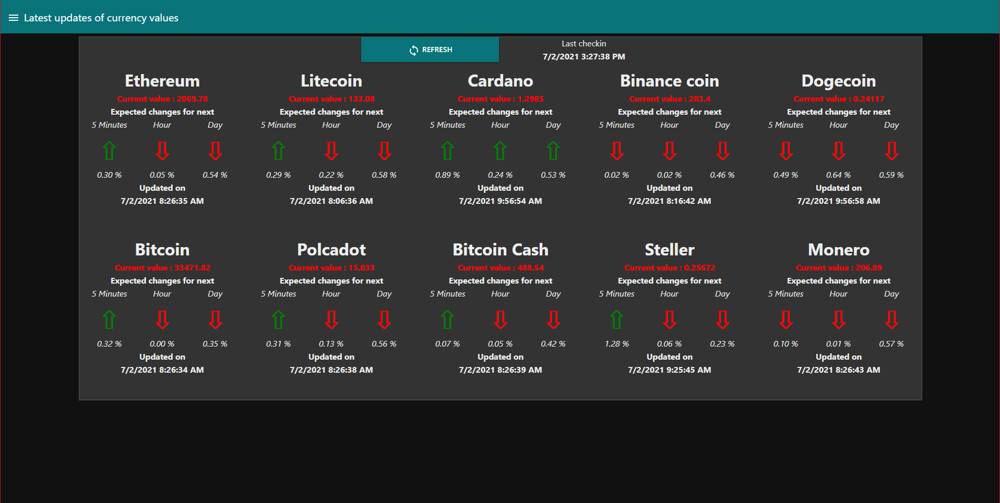 Latest updates of currency values
REFRESH
Last checkin
7/2/2021 3:27:38 PM
Ethereum
Current value : 2069.78
Expected changes for next
5 Minutes Hour Day
0.30 % 0.05 % 0.54 %
Updated on
7/2/2021 8:26:35 AM
Litecoin
Current value : 133.08
Expected changes for next
5 Minutes Hour Day
0.29 % 0.22 % 0.58 %
Updated on
7/2/2021 8:06:36 AM
Cardano
Current value : 1.2985
Expected changes for next
5 Minutes Hour Day
0.89 % 0.24 % 0.53 %
Updated on
7/2/2021 9:56:54 AM
Binance coin
Current value : 283.4
Expected changes for next
5 Minutes Hour Day
0.02 % 0.02 % 0.46 %
Updated on
7/2/2021 8:16:42 AM
Dogecoin
Current value : 0.24117
Expected changes for next
5 Minutes Hour Day
0.49 % 0.64 % 0.59 %
Updated on
7/2/2021 9:56:58 AM
Bitcoin
Current value : 33471.82
Expected changes for next
5 Minutes Hour Day
0.32 % 0.00 % 0.35 %
Updated on
7/2/2021 8:26:34 AM
Polcadot
Current value : 15.033
Expected changes for next
5 Minutes Hour Day
0.31 % 0.13 % 0.56 %
Updated on
7/2/2021 8:26:38 AM
Bitcoin Cash
Current value : 488.54
Expected changes for next
5 Minutes Hour Day
0.07 % 0.05 % 0.42 %
Updated on
7/2/2021 8:26:39 AM
Steller
Current value : 0.25672
Expected changes for next
5 Minutes Hour Day
1.28 % 0.06 % 0.23 %
Updated on
7/2/2021 9:25:45 AM
Monero
Current value : 206.89
Expected changes for next
5 Minutes Hour Day
0.10 % 0.01 % 0.57 %
Updated on
7/2/2021 8:26:43 AM